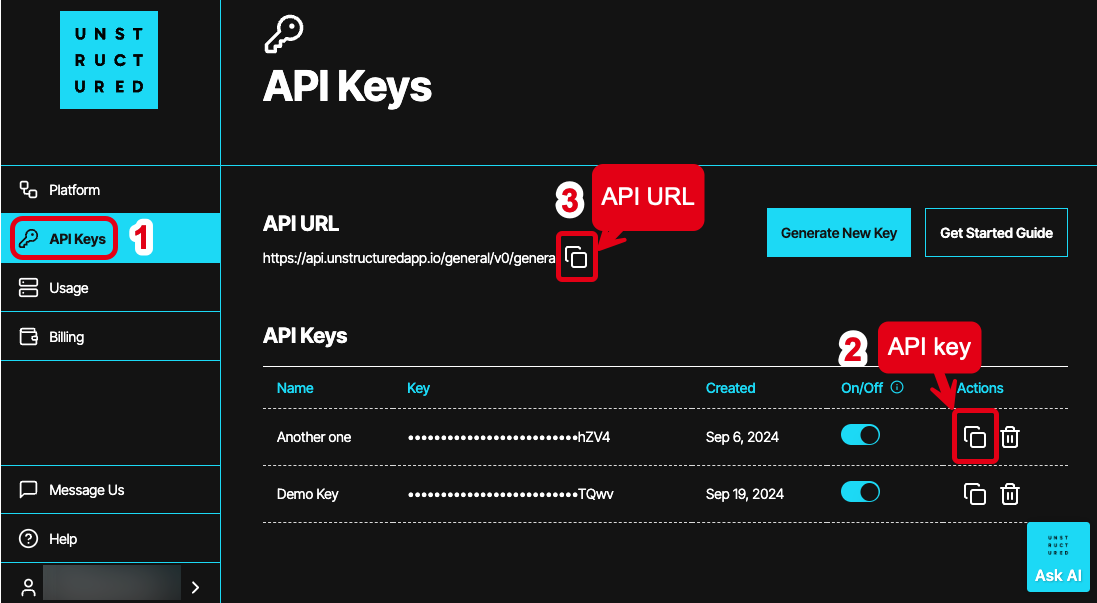 UNST
RUCT
URED
API Keys
Platform
API Keys
1
Usage
Billing
Message Us
Help
3
API URL
API URL
https://api.unstructuredapp.io/general/v0/genera
Generate New Key
Get Started Guide
API Keys
2
API key
Name Key Created On/Off Actions
Another one ••••••••••••••••••••••••••hZV4 Sep 6, 2024
Demo Key ••••••••••••••••••••••••••TQwv Sep 19, 2024
UNST
RUCT
URED
Ask AI